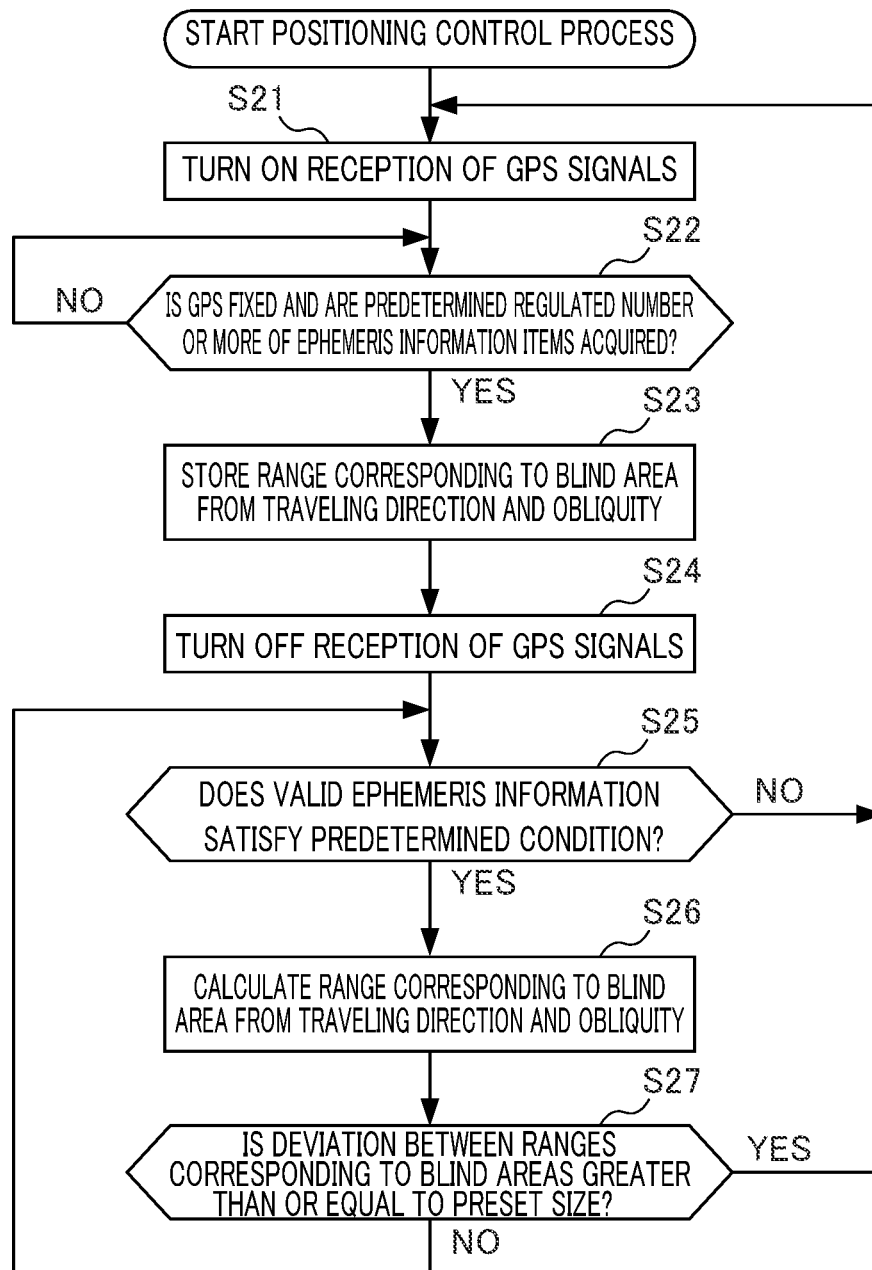 START POSITIONING CONTROL PROCESS
S21
TURN ON RECEPTION OF GPS SIGNALS
S22
NO
IS GPS FIXED AND ARE PREDETERMINED REGULATED NUMBER
OR MORE OF EPHEMERIS INFORMATION ITEMS ACQUIRED?
YES
S23
STORE RANGE CORRESPONDING TO BLIND AREA
FROM TRAVELING DIRECTION AND OBLIQUITY
S24
TURN OFF RECEPTION OF GPS SIGNALS
S25
DOES VALID EPHEMERIS INFORMATION
SATISFY PREDETERMINED CONDITION?
NO
YES
S26
CALCULATE RANGE CORRESPONDING TO BLIND
AREA FROM TRAVELING DIRECTION AND OBLIQUITY
S27
IS DEVIATION BETWEEN RANGES
CORRESPONDING TO BLIND AREAS GREATER
THAN OR EQUAL TO PRESET SIZE?
YES
NO